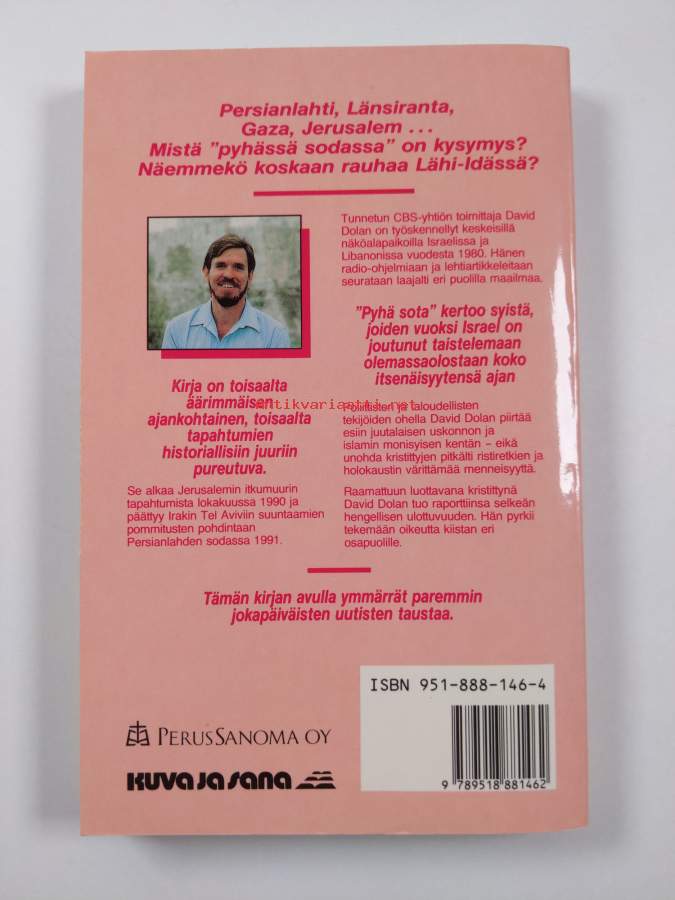 Persianlahti, Länsiranta,
Gaza, Jerusalem ...
Mistä ”pyhässä sodassa” on kysymys?
Näemmekö koskaan rauhaa Lähi-Idässä?
Tunnetun CBS-yhtiön toimittaja David
Dolan on työskennellyt keskeisillä
näköalapaikoilla Israelissa ja
Libanonissa vuodesta 1980. Hänen
radio-ohjelmiaan ja lehtiartikkeleitaan
seurataan laajalti eri puolilla maailmaa.
”Pyhä sota” kertoo syistä,
joiden vuoksi Israel on
joutunut taistelemaan
olemassaolostaan koko
itsenäisyytensä ajan
Kirja on toisaalta
äärimmäisen
ajankohtainen, toisaalta
tapahtumien
historiallisiin juuriin
pureutuva.
Se alkaa Jerusalemin itkumuurin
tapahtumista lokakuussa 1990 ja
päättyy Irakin Tel Aviviin suuntaamien
pommitusten pohdintaan
Persianlahden sodassa 1991.
Poliittisten ja taloudellisten
tekijöiden ohella David Dolan piirtää
esiin juutalaisen uskonnon ja
islamin monisyisen kentän – eikä
unohda kristittyjen pitkälti ristiretkien ja
holokaustin värittämää menneisyyttä.
Raamattuun luottavana kristittynä
David Dolan tuo raporttiinsa selkeän
hengellisen ulottuvuuden. Hän pyrkii
tekemään oikeutta kiistan eri
osapuolille.
Tämän kirjan avulla ymmärrät paremmin
jokapäiväisten uutisten taustaa.
ISBN 951-888-146-4
9 789518 881462
PERUSSANOMA OY
KUVA JA SANA
Antikvariaatti.net